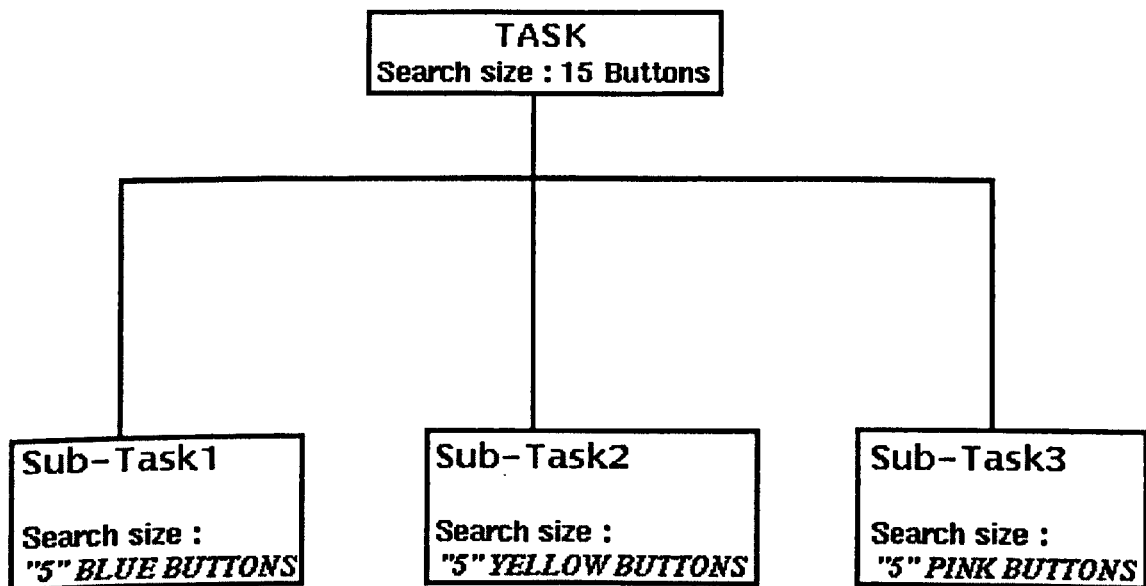 TASK
Search size : 15 Buttons
Sub-Task1
Search size :
"5" BLUE BUTTONS
Sub-Task2
Search size :
"5" YELLOW BUTTONS
Sub-Task3
Search size :
"5" PINK BUTTONS